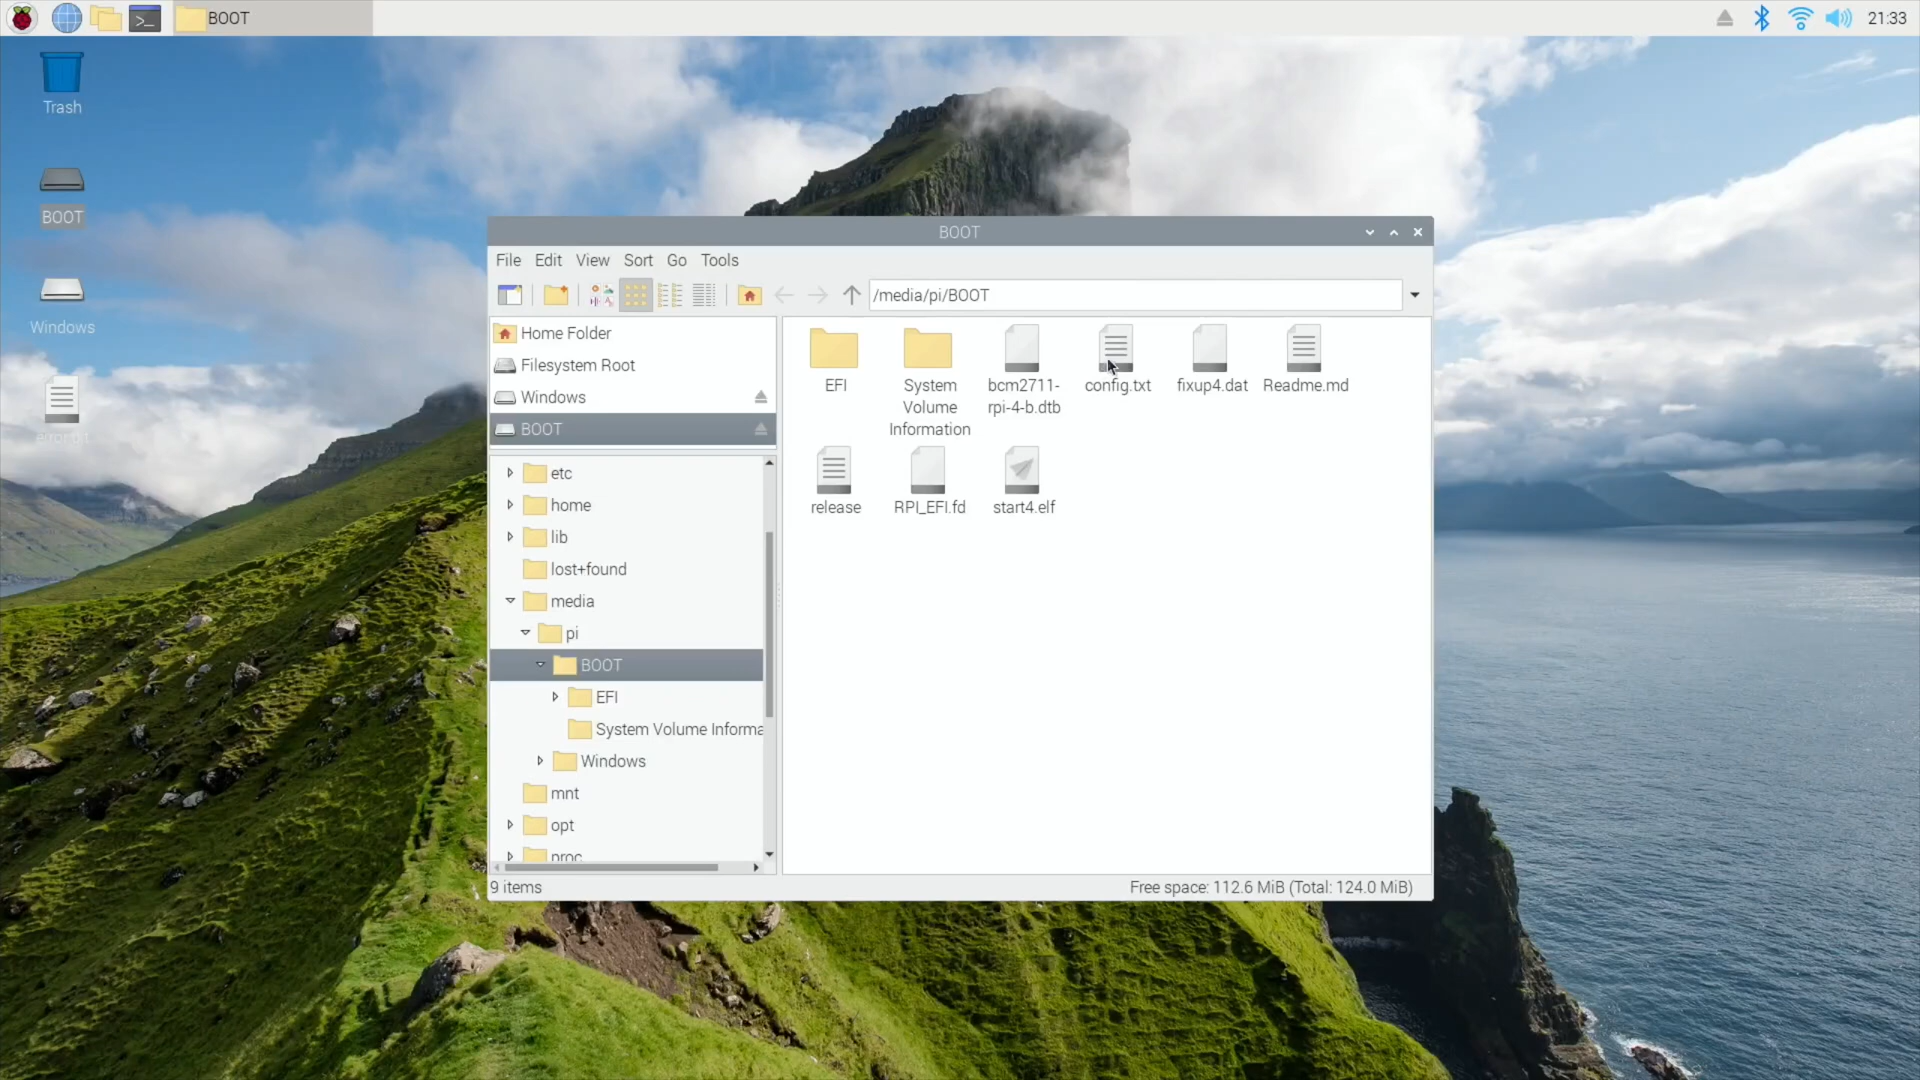 BOOT
21:33
Trash
BOOT
Windows
BOOT
File Edit View Sort Go Tools
/media/pi/BOOT
Home Folder
Filesystem Root
Windows
BOOT
etc
home
lib
lost+found
media
pi
BOOT
EFI
System Volume Informa
Windows
mnt
opt
proc
EFI
System
Volume
Information
bcm2711-
rpi-4-b.dtb
config.txt
fixup4.dat
Readme.md
release
RPI_EFI.fd
start4.elf
9 items
Free space: 112.6 MiB (Total: 124.0 MiB)